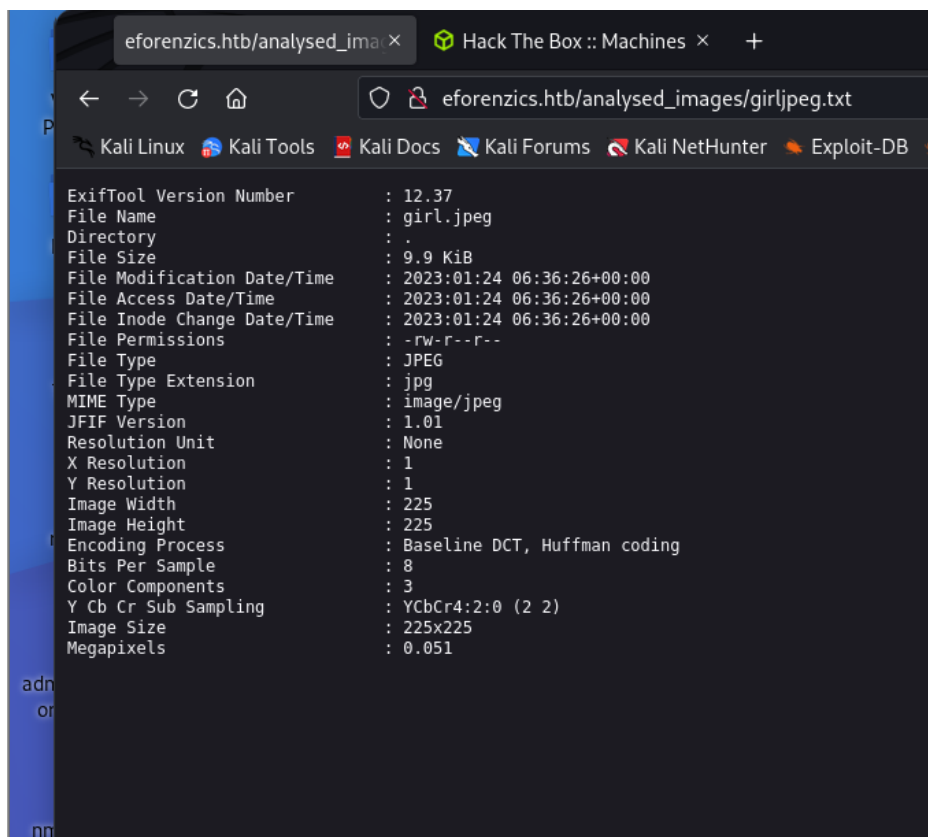 eforenzics.htb/analysed_ima
Hack The Box :: Machines
eforenzics.htb/analysed_images/girljpeg.txt
Kali Linux Kali Tools Kali Docs Kali Forums Kali NetHunter Exploit-DB
ExifTool Version Number : 12.37
File Name : girl.jpeg
Directory : .
File Size : 9.9 KiB
File Modification Date/Time : 2023:01:24 06:36:26+00:00
File Access Date/Time : 2023:01:24 06:36:26+00:00
File Inode Change Date/Time : 2023:01:24 06:36:26+00:00
File Permissions : -rw-r--r--
File Type : JPEG
File Type Extension : jpg
MIME Type : image/jpeg
JFIF Version : 1.01
Resolution Unit : None
X Resolution : 1
Y Resolution : 1
Image Width : 225
Image Height : 225
Encoding Process : Baseline DCT, Huffman coding
Bits Per Sample : 8
Color Components : 3
Y Cb Cr Sub Sampling : YCbCr4:2:0 (2 2)
Image Size : 225x225
Megapixels : 0.051
adn
or
nm